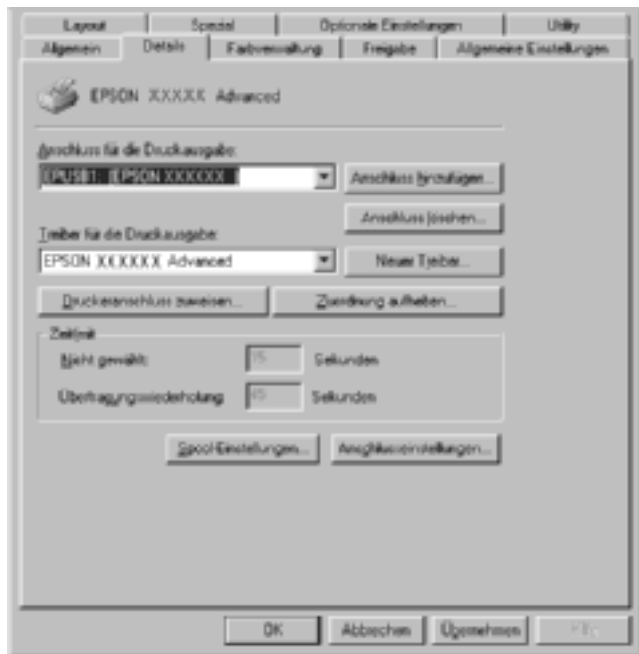 Layout Spezial Optionale Einstellungen Utility
Allgemein Details Farbverwaltung Freigabe Allgemeine Einstellungen
EPSON XXXXX Advanced
Anschluss für die Druckausgabe:
EPUSB1: (EPSON XXXXXX ) Anschluss hinzufügen...
Anschluss löschen...
Treiber für die Druckausgabe:
EPSON XXXXXX Advanced Neuer Treiber...
Druckeranschluss zuweisen... Zuordnung aufheben...
Zeitlimit
Nicht gewählt: 15 Sekunden
Übertragungswiederholung: 45 Sekunden
Spool-Einstellungen... Anschlusseinstellungen...
OK Abbrechen Übernehmen Hilfe